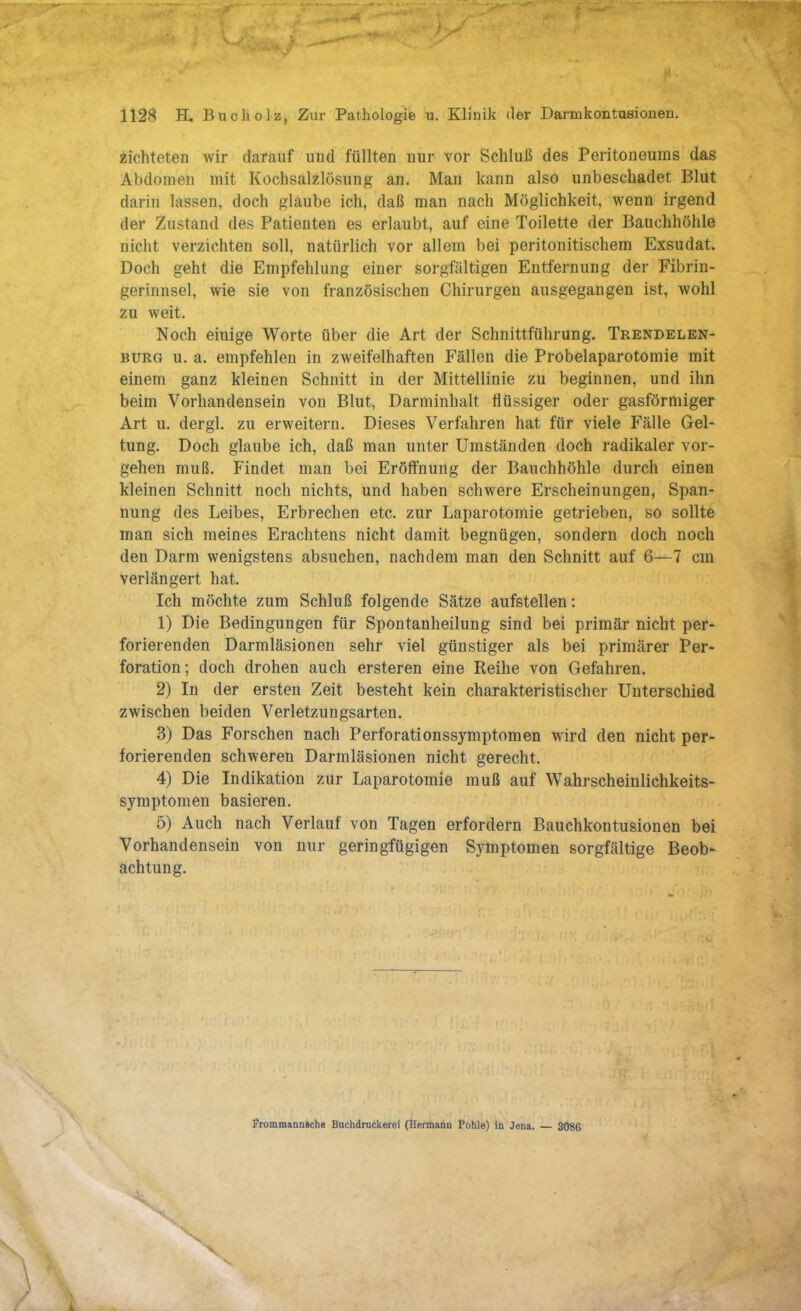 1128 H. Bucholz, Zur Pathologie u. Klinik der Darmkontusionen.
zichteten wir darauf und füllten nur vor Schluß des Peritoneums das
Abdomen mit Kochsalzlösung an. Man kann also unbeschadet Blut
darin lassen, doch glaube ich, daß man nach Möglichkeit, wenn irgend
der Zustand des Patienten es erlaubt, auf eine Toilette der Bauchhöhle
nicht verzichten soll, natürlich vor allem bei peritonitischem Exsudat.
Doch geht die Empfehlung einer sorgfältigen Entfernung der Fibrin-
gerinnsel, wie sie von französischen Chirurgen ausgegangen ist, wohl
zu weit.
Noch einige Worte über die Art der Schnittführung. Trendelen-
burg u. a. empfehlen in zweifelhaften Fällen die Probelaparotomie mit
einem ganz kleinen Schnitt in der Mittellinie zu beginnen, und ihn
beim Vorhandensein von Blut, Darminhalt flüssiger oder gasförmiger
Art u. dergl. zu erweitern. Dieses Verfahren hat für viele Fälle Gel-
tung. Doch glaube ich, daß man unter Umständen doch radikaler vor-
gehen muß. Findet man bei Eröffnung der Bauchhöhle durch einen
kleinen Schnitt noch nichts, und haben schwere Erscheinungen, Span-
nung des Leibes, Erbrechen etc. zur Laparotomie getrieben, so sollte
man sich meines Erachtens nicht damit begnügen, sondern doch noch
den Darm wenigstens absuchen, nachdem man den Schnitt auf 6—7 cm
verlängert hat.
Ich möchte zum Schluß folgende Sätze aufstellen:
1) Die Bedingungen für Spontanheilung sind bei primär nicht per-
forierenden Darmläsionen sehr viel günstiger als bei primärer Per-
foration; doch drohen auch ersteren eine Reihe von Gefahren.
2) In der ersten Zeit besteht kein charakteristischer Unterschied
zwischen beiden Verletzungsarten.
3) Das Forschen nach Perforationssymptomen wird den nicht per-
forierenden schweren Darmläsionen nicht gerecht.
4) Die Indikation zur Laparotomie muß auf Wahrscheinlichkeits-
symptomen basieren.
5) Auch nach Verlauf von Tagen erfordern Bauchkontusionen bei
Vorhandensein von nur geringfügigen Symptomen sorgfältige Beob-
achtung.
Frommannsche Buchdruckerei (Hermann Pohle) in Jena. — 3086